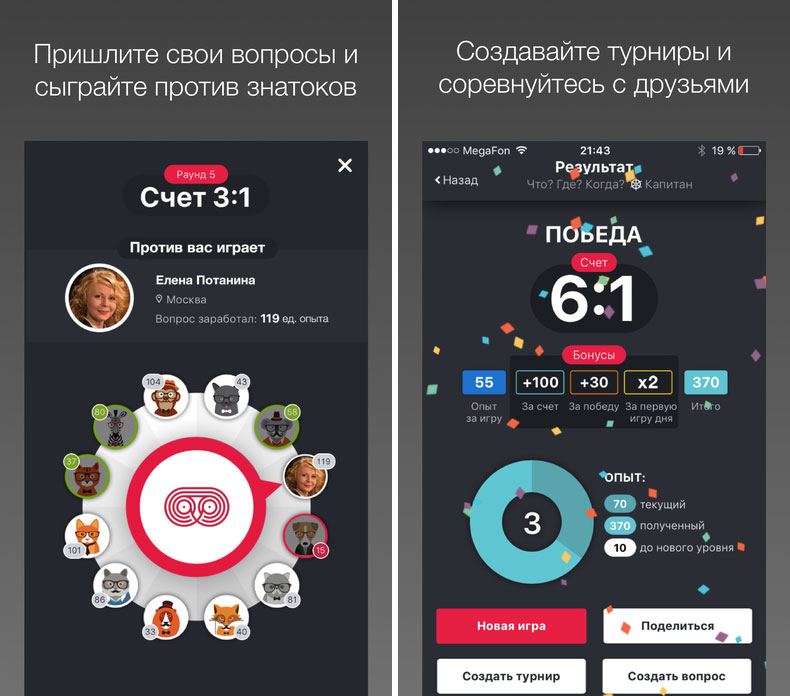 Пришлите свои вопросы и
сыграйте против знатоков
Раунд 5
Счет 3:1
Против вас играет
Елена Потанина
Москва
Вопрос заработал: 119 ед. опыта
104
43
80
58
37
119
101
15
86
81
33
40
Создавайте турниры и
соревнуйтесь с друзьями
MegaFon
21:43
19 %
Назад
Результат
Что? Где? Когда? Капитан
ПОБЕДА
Счет
6:1
Бонусы
55
+100
+30
x2
370
Опыт
за игру
За счет
За победу
За первую
игру дня
Итого
3
ОПЫТ:
70 текущий
370 полученный
10 до нового уровня
Новая игра
Поделиться
Создать турнир
Создать вопрос